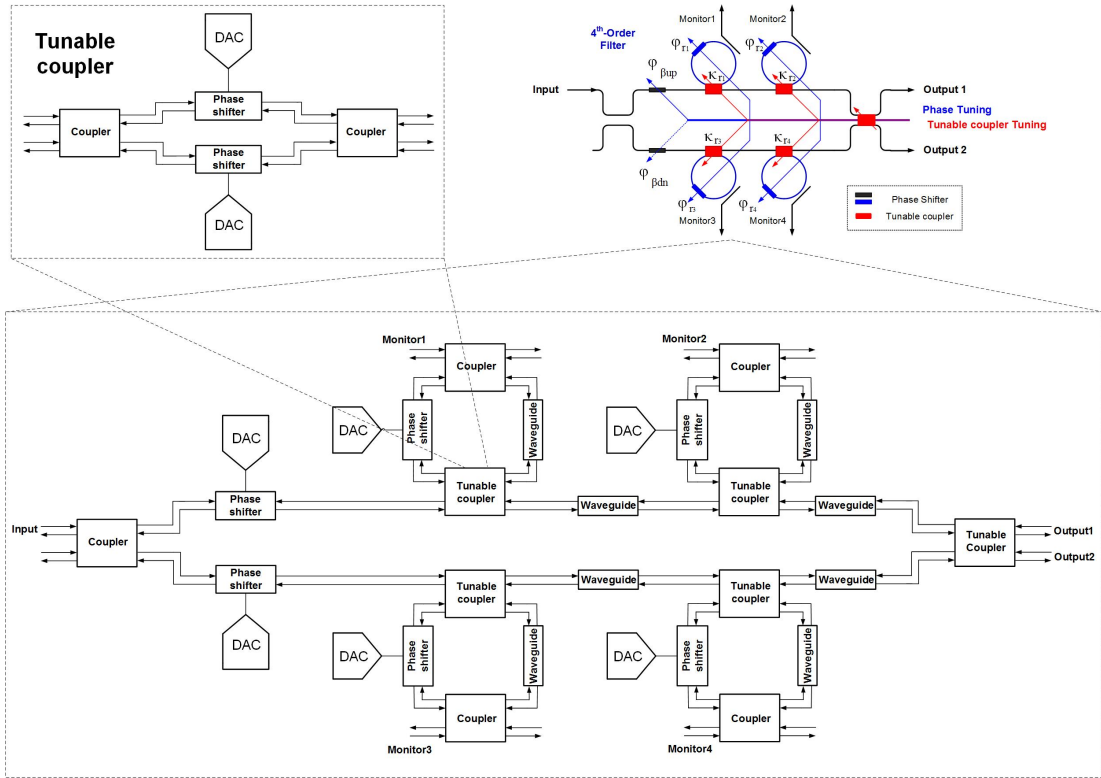 Tunable
coupler
DAC
Phase
shifter
Coupler
Coupler
Phase
shifter
DAC
4th-Order
Filter
Monitor1
Monitor2
φr1
φr2
φβup
κr1
κr2
Input
Output 1
Phase Tuning
Tunable coupler Tuning
κr3
κr4
Output 2
φβdn
φr3
φr4
Monitor3
Monitor4
Phase Shifter
Tunable coupler
Monitor1
Coupler
Monitor2
Coupler
DAC
DAC
Phase
shifter
Waveguide
DAC
Phase
shifter
Waveguide
Tunable
coupler
Tunable
coupler
Phase
shifter
Waveguide
Waveguide
Input
Coupler
Tunable
Coupler
Output1
Output2
Phase
shifter
Tunable
coupler
Waveguide
Tunable
coupler
Waveguide
DAC
DAC
Phase
shifter
Waveguide
DAC
Phase
shifter
Waveguide
Coupler
Coupler
Monitor3
Monitor4